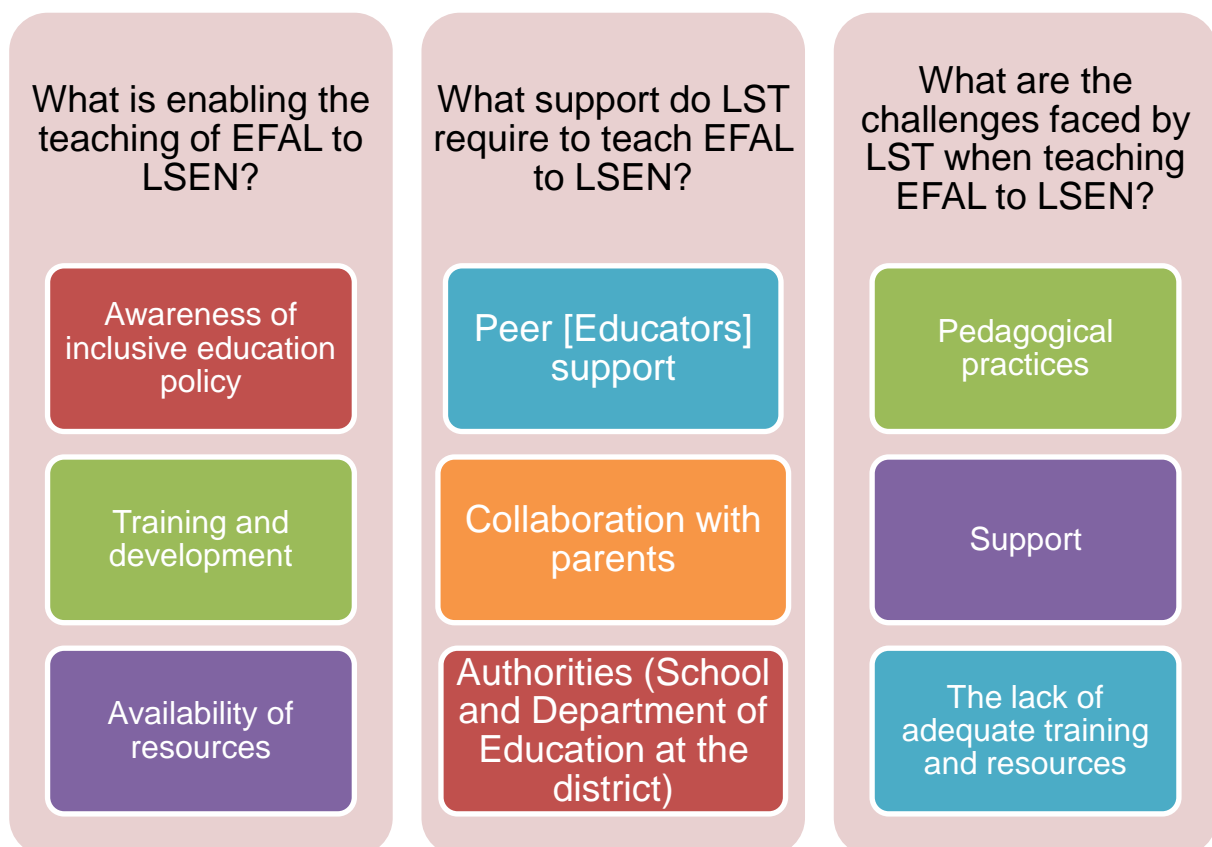 What is enabling the
teaching of EFAL to
LSEN?
Awareness of
inclusive education
policy
Training and
development
Availability of
resources
What support do LST
require to teach EFAL
to LSEN?
Peer [Educators]
support
Collaboration with
parents
Authorities (School
and Department of
Education at the
district)
What are the
challenges faced by
LST when teaching
EFAL to LSEN?
Pedagogical
practices
Support
The lack of
adequate training
and resources